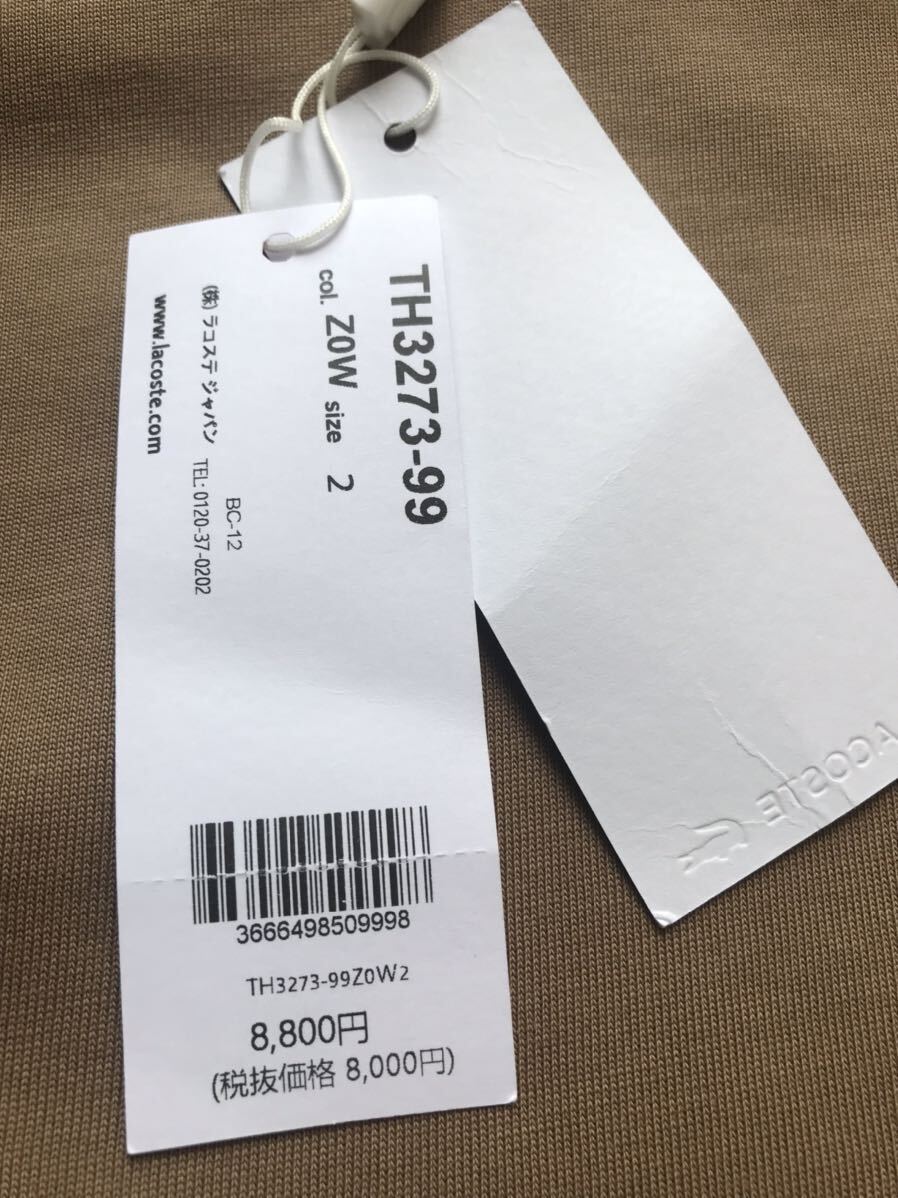 TH3273-99
col. Z0W size 2
BC-12
(株) ラコステ ジャパン TEL: 0120-37-0202
www.lacoste.com
3666498509998
TH3273-99Z0W2
8,800円
(税抜価格 8,000円)
LACOSTE